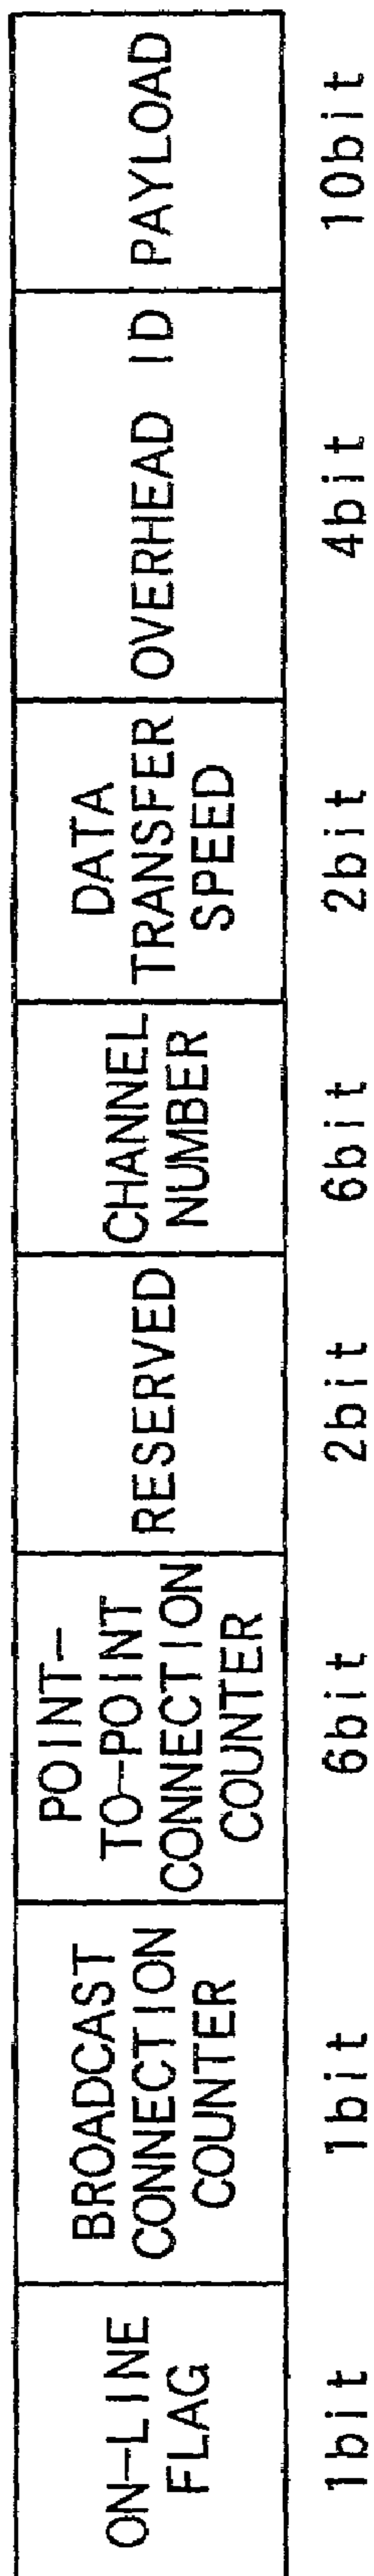 ON-LINE
FLAG
BROADCAST
CONNECTION
COUNTER
POINT-
TO-POINT
CONNECTION
COUNTER
RESERVED
CHANNEL
NUMBER
DATA
TRANSFER
SPEED
OVERHEAD ID
PAYLOAD
1bit
1bit
6bit
2bit
6bit
2bit
4bit
10bit